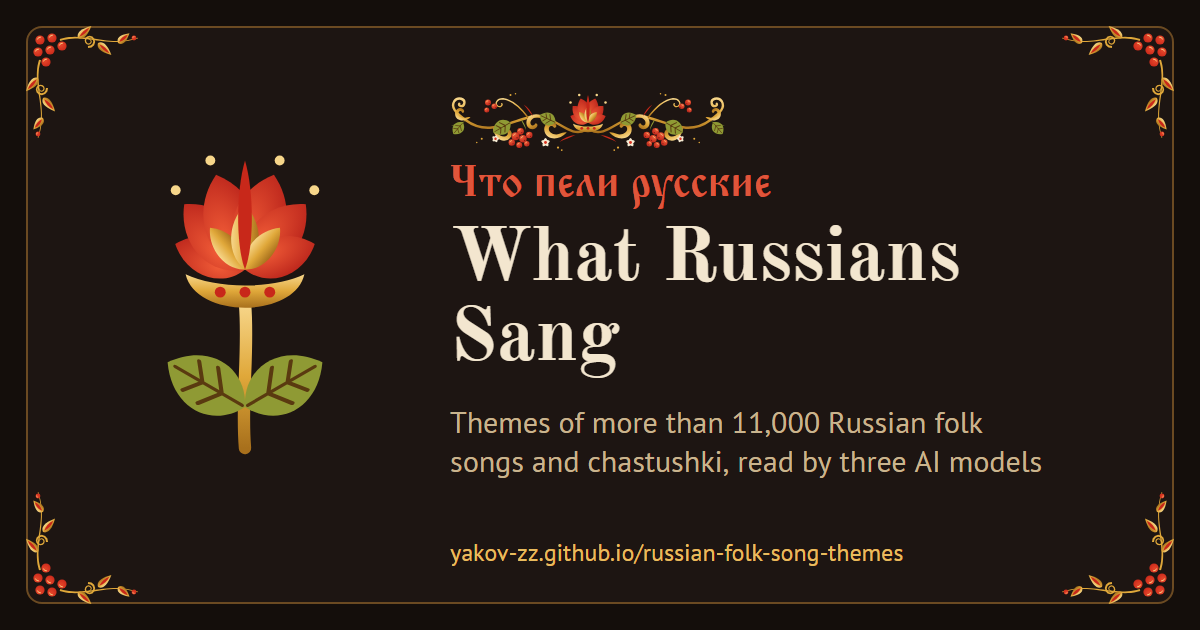 Что пели русские
What Russians
Sang
Themes of more than 11,000 Russian folk
songs and chastushki, read by three AI models
yakov-zz.github.io/russian-folk-song-themes